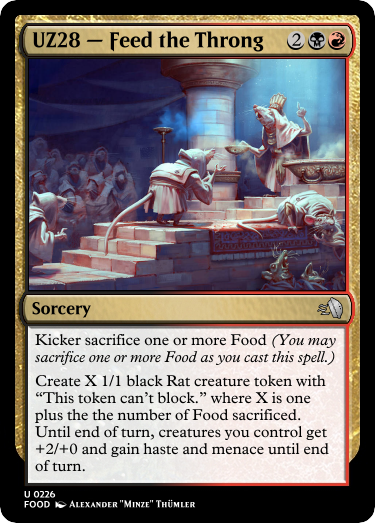 UZ28 — Feed the Throng 2
Sorcery
Kicker sacrifice one or more Food (You may
sacrifice one or more Food as you cast this spell.)
Create X 1/1 black Rat creature token with
“This token can’t block.” where X is one
plus the the number of Food sacrificed.
Until end of turn, creatures you control get
+2/+0 and gain haste and menace until end
of turn.
U 0226
FOOD Alexander "Minze" Thümler